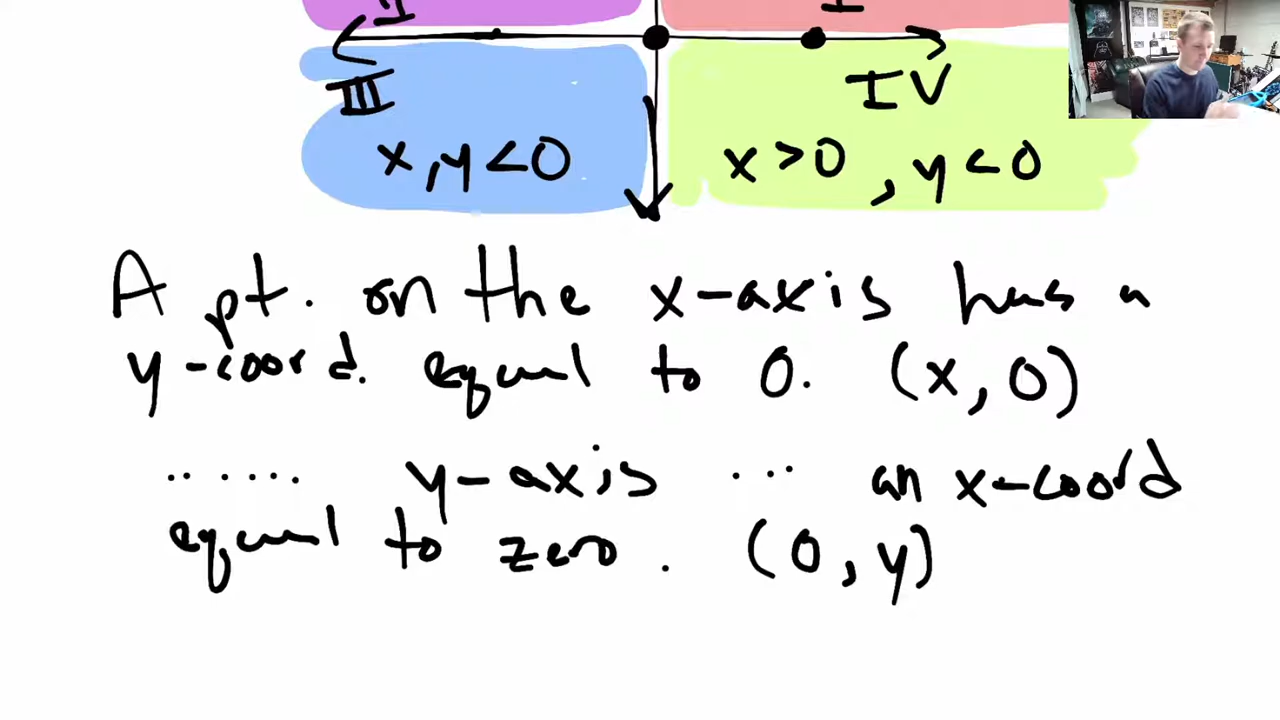 II I
III IV
x,y<0 x>0, y<0
A pt. on the x-axis has a
y-coord. equal to 0. (x,0)
...... y-axis ... an x-coord
equal to zero. (0,y)